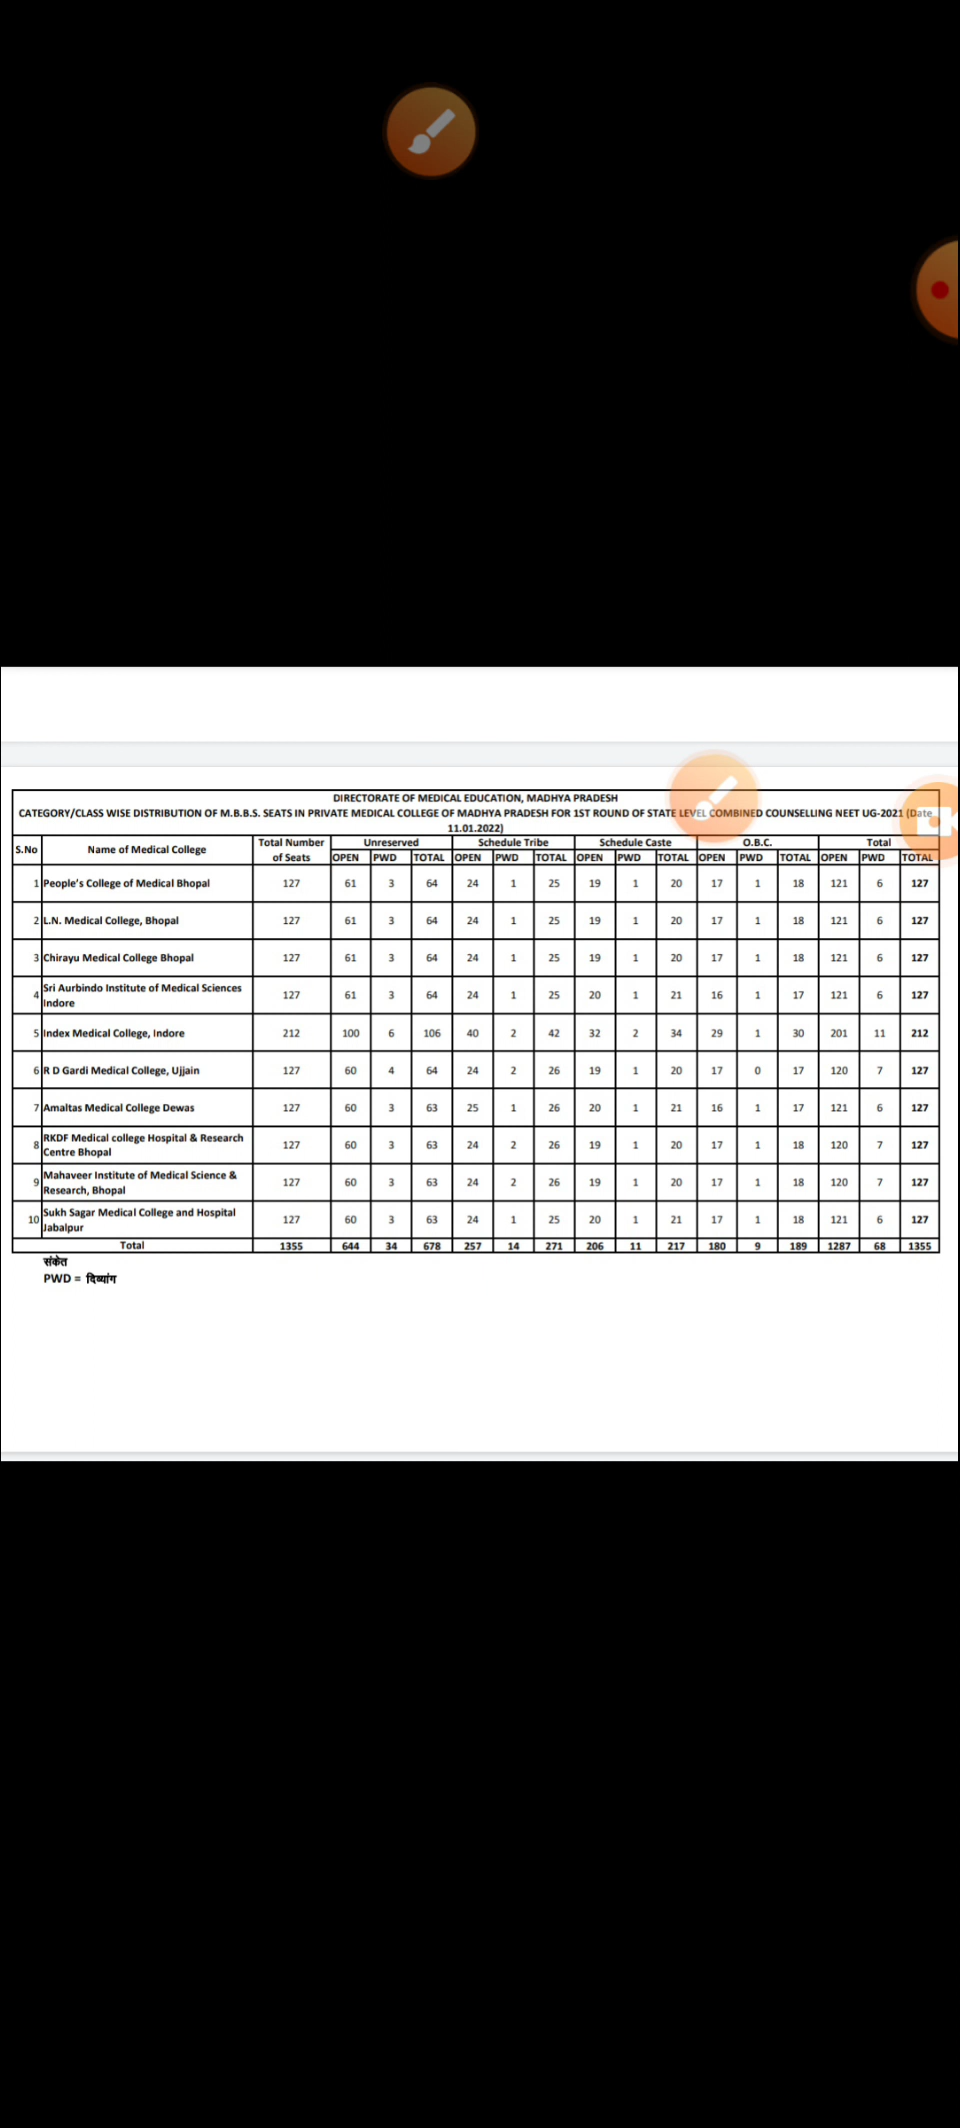 DIRECTORATE OF MEDICAL EDUCATION, MADHYA PRADESH
CATEGORY/CLASS WISE DISTRIBUTION OF M.B.B.S. SEATS IN PRIVATE MEDICAL COLLEGE OF MADHYA PRADESH FOR 1ST ROUND OF STATE LEVEL COMBINED COUNSELLING NEET UG-2021 (Date
11.01.2022)
S.No Name of Medical College Total Number of Seats Unreserved Schedule Tribe Schedule Caste O.B.C. Total
OPEN PWD TOTAL OPEN PWD TOTAL OPEN PWD TOTAL OPEN PWD TOTAL OPEN PWD TOTAL
1 People's College of Medical Bhopal 127 61 3 64 24 1 25 19 1 20 17 1 18 121 6 127
2 L.N. Medical College, Bhopal 127 61 3 64 24 1 25 19 1 20 17 1 18 121 6 127
3 Chirayu Medical College Bhopal 127 61 3 64 24 1 25 19 1 20 17 1 18 121 6 127
4 Sri Aurbindo Institute of Medical Sciences
Indore 127 61 3 64 24 1 25 20 1 21 16 1 17 121 6 127
5 Index Medical College, Indore 212 100 6 106 40 2 42 32 2 34 29 1 30 201 11 212
6 R D Gardi Medical College, Ujjain 127 60 4 64 24 2 26 19 1 20 17 0 17 120 7 127
7 Amaltas Medical College Dewas 127 60 3 63 25 1 26 20 1 21 16 1 17 121 6 127
8 RKDF Medical college Hospital & Research
Centre Bhopal 127 60 3 63 24 2 26 19 1 20 17 1 18 120 7 127
9 Mahaveer Institute of Medical Science &
Research, Bhopal 127 60 3 63 24 2 26 19 1 20 17 1 18 120 7 127
10 Sukh Sagar Medical College and Hospital
Jabalpur 127 60 3 63 24 1 25 20 1 21 17 1 18 121 6 127
Total 1355 644 34 678 257 14 271 206 11 217 180 9 189 1287 68 1355
संकेत
PWD = दिव्यांग